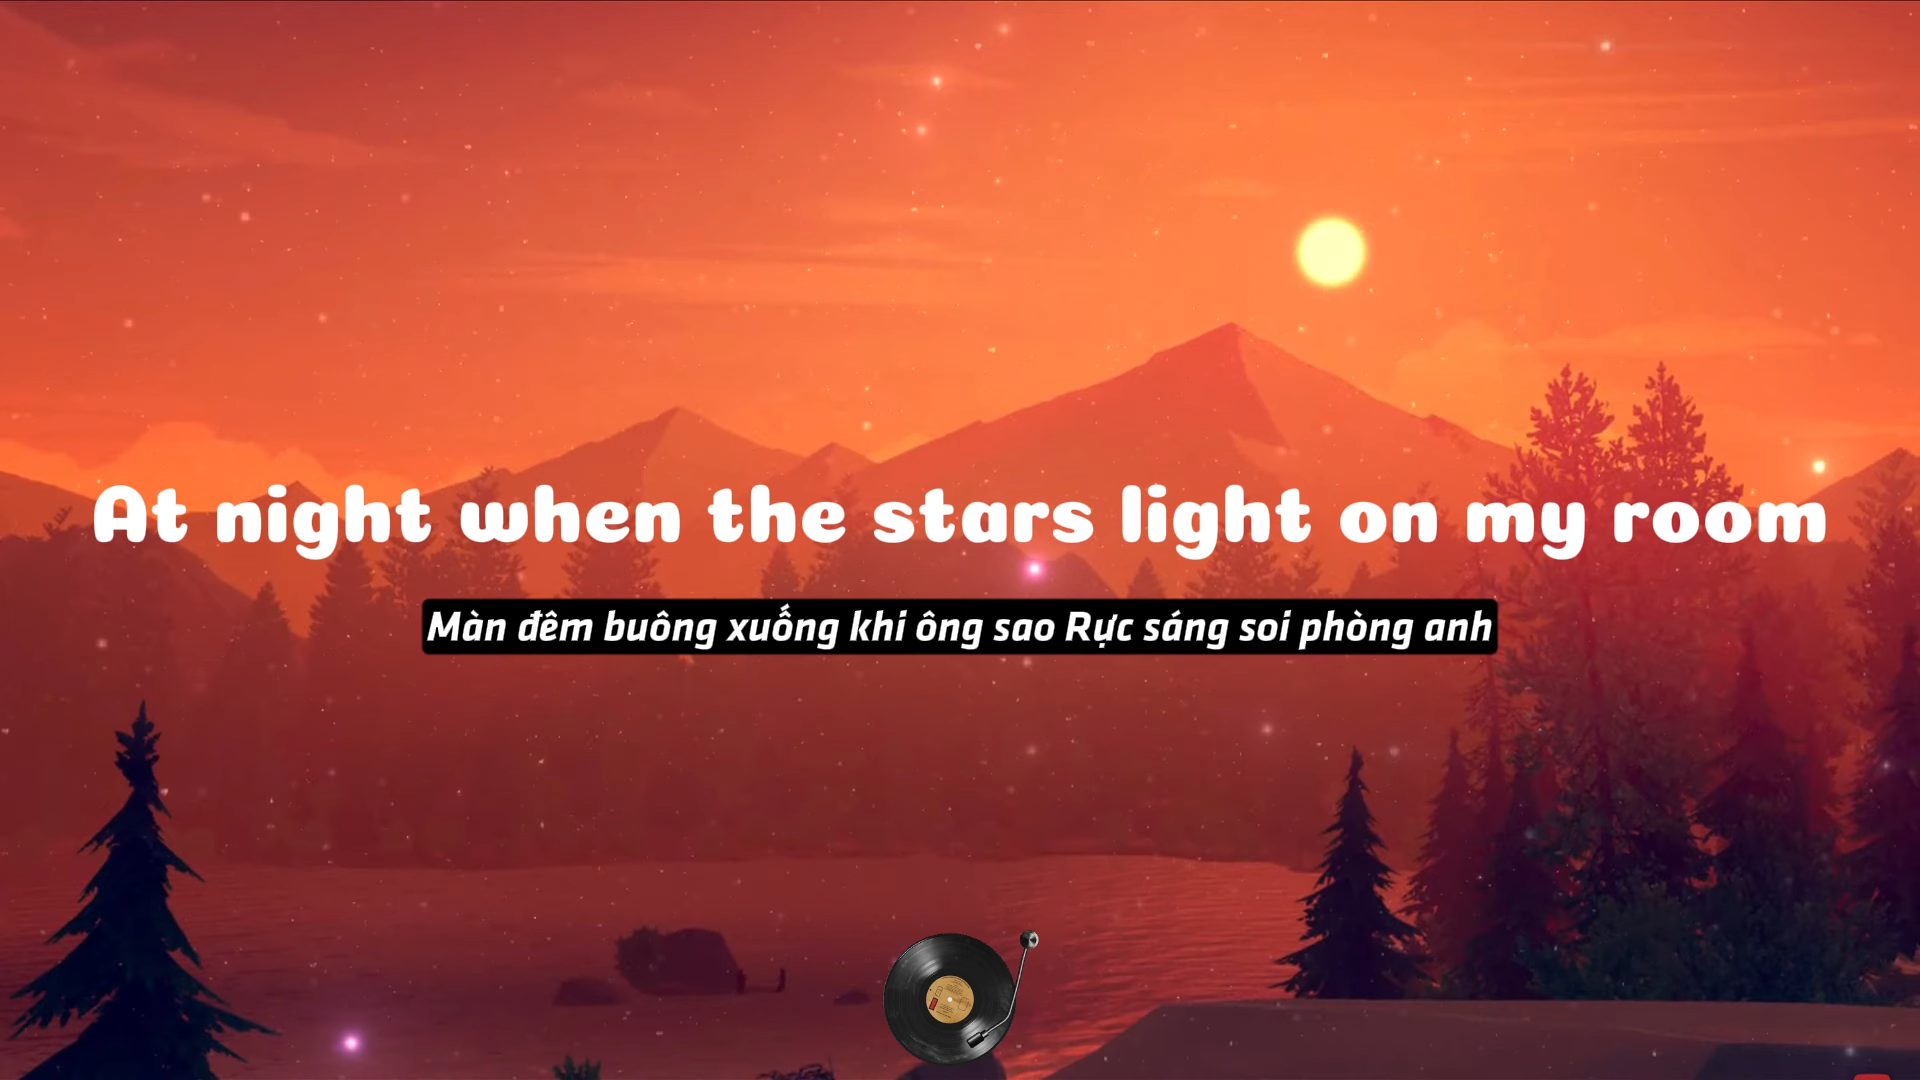 At night when the stars light on my room
Màn đêm buông xuống khi ông sao Rực sáng soi phòng anh